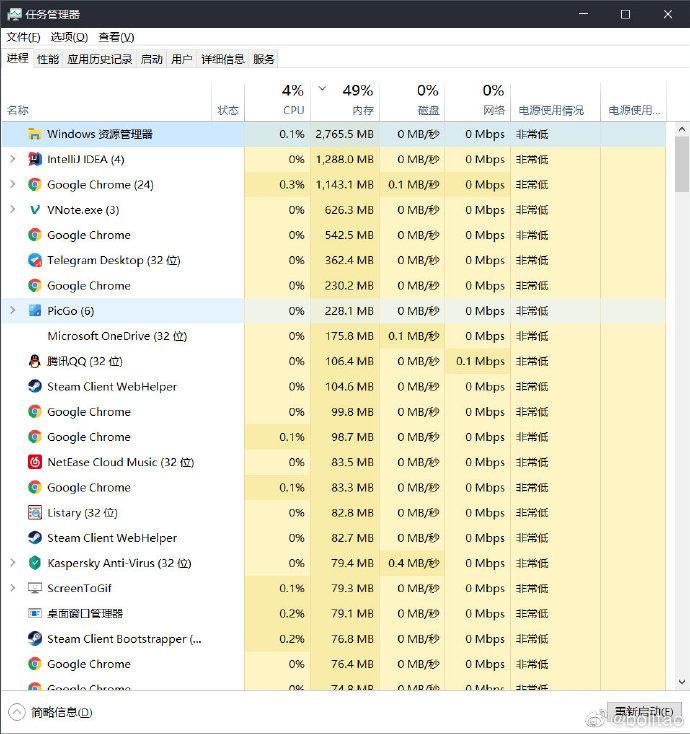 任务管理器
文件(F) 选项(O) 查看(V)
进程 性能 应用历史记录 启动 用户 详细信息 服务
4% 49% 0% 0%
名称 状态 CPU 内存 磁盘 网络 电源使用情况 电源使用...
Windows 资源管理器 0.1% 2,765.5 MB 0 MB/秒 0 Mbps 非常低
IntelliJ IDEA (4) 0% 1,288.0 MB 0 MB/秒 0 Mbps 非常低
Google Chrome (24) 0.3% 1,143.1 MB 0.1 MB/秒 0 Mbps 非常低
VNote.exe (3) 0% 626.3 MB 0 MB/秒 0 Mbps 非常低
Google Chrome 0% 542.5 MB 0 MB/秒 0 Mbps 非常低
Telegram Desktop (32 位) 0% 362.4 MB 0 MB/秒 0 Mbps 非常低
Google Chrome 0% 230.2 MB 0 MB/秒 0 Mbps 非常低
PicGo (6) 0% 228.1 MB 0 MB/秒 0 Mbps 非常低
Microsoft OneDrive (32 位) 0% 175.8 MB 0.1 MB/秒 0 Mbps 非常低
腾讯QQ (32 位) 0% 106.4 MB 0 MB/秒 0.1 Mbps 非常低
Steam Client WebHelper 0% 104.6 MB 0 MB/秒 0 Mbps 非常低
Google Chrome 0% 99.8 MB 0 MB/秒 0 Mbps 非常低
Google Chrome 0.1% 98.7 MB 0 MB/秒 0 Mbps 非常低
NetEase Cloud Music (32 位) 0% 83.5 MB 0 MB/秒 0 Mbps 非常低
Google Chrome 0.1% 83.3 MB 0 MB/秒 0 Mbps 非常低
Listary (32 位) 0% 82.8 MB 0 MB/秒 0 Mbps 非常低
Steam Client WebHelper 0% 82.7 MB 0 MB/秒 0 Mbps 非常低
Kaspersky Anti-Virus (32 位) 0% 79.4 MB 0.4 MB/秒 0 Mbps 非常低
ScreenToGif 0.1% 79.3 MB 0 MB/秒 0 Mbps 非常低
桌面窗口管理器 0.2% 79.1 MB 0 MB/秒 0 Mbps 非常低
Steam Client Bootstrapper (... 0.2% 76.8 MB 0 MB/秒 0 Mbps 非常低
Google Chrome 0% 76.4 MB 0 MB/秒 0 Mbps 非常低
Google Chrome 0% 74.8 MB 0 MB/秒 0 Mbps 非常低
简略信息(D) 重新启动(E)